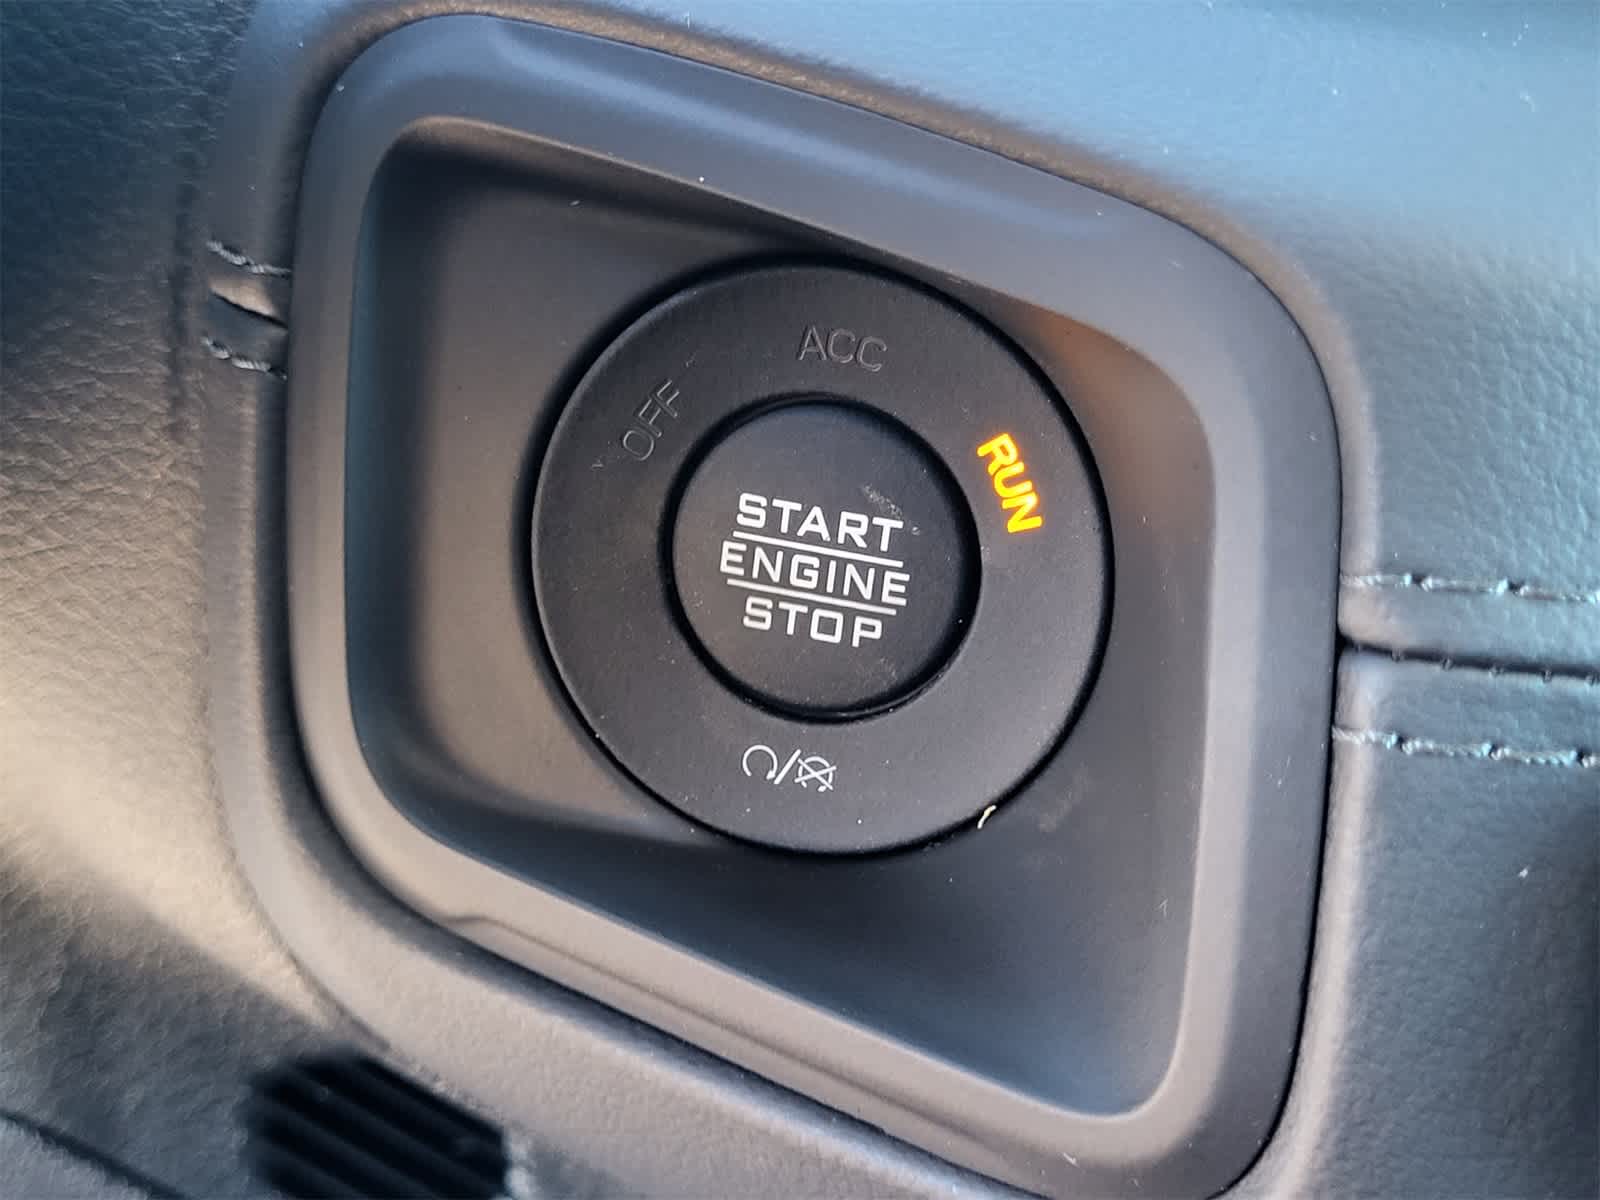 OFF
ACC
RUN
START
ENGINE
STOP